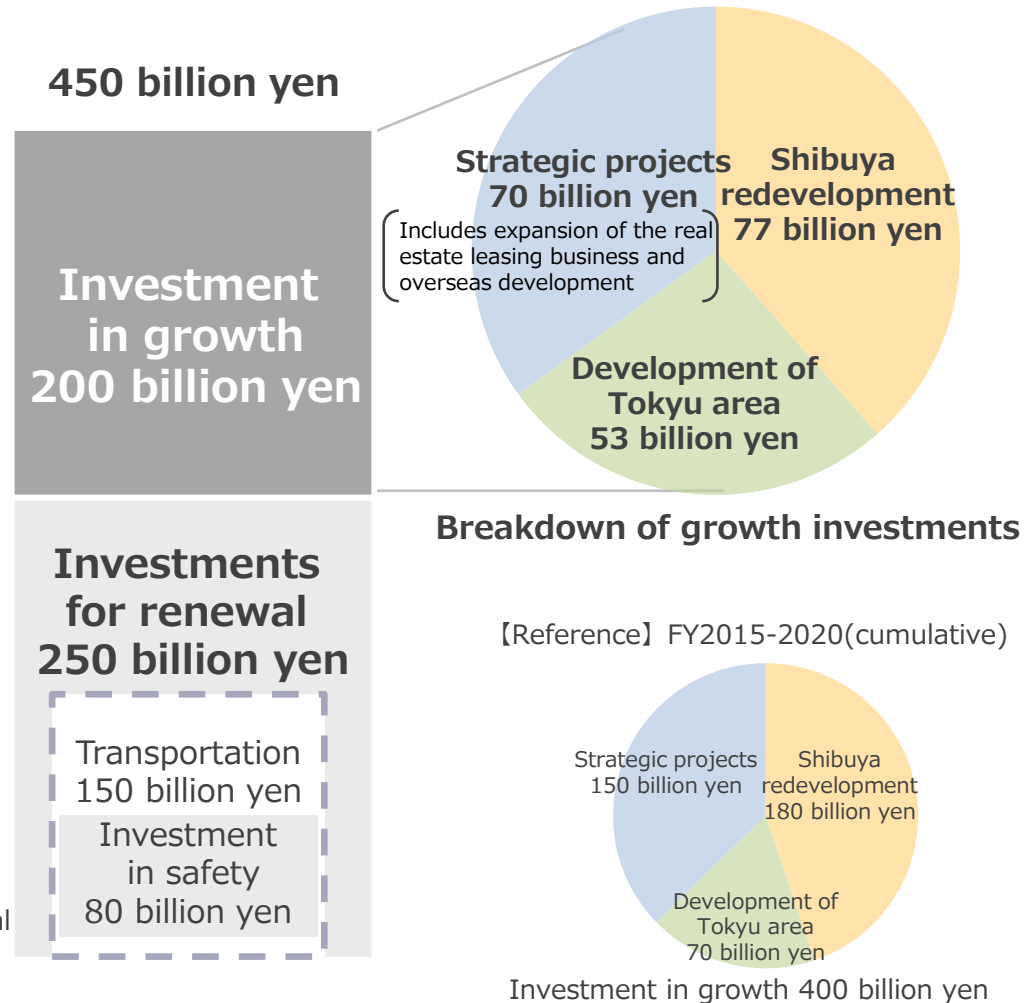 450 billion yen
Investment
in growth
200 billion yen
Investments
for renewal
250 billion yen
Transportation
150 billion yen
Investment
in safety
80 billion yen
Strategic projects
70 billion yen
Includes expansion of the real
estate leasing business and
overseas development
Shibuya
redevelopment
77 billion yen
Development of
Tokyu area
53 billion yen
Breakdown of growth investments
【Reference】FY2015-2020(cumulative)
Strategic projects
150 billion yen
Shibuya
redevelopment
180 billion yen
Development of
Tokyu area
70 billion yen
Investment in growth 400 billion yen